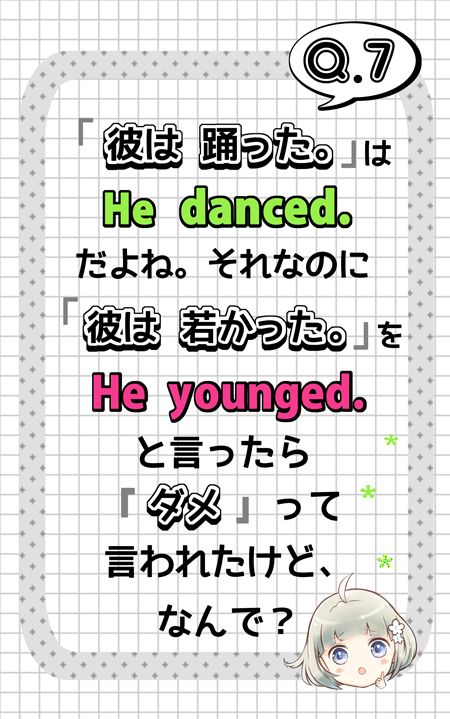 Q.7
「彼は 踊った。」は
He danced.
だよね。それなのに
「彼は 若かった。」を
He younged.
と言ったら
『 ダメ 』 って
言われたけど、
なんで？